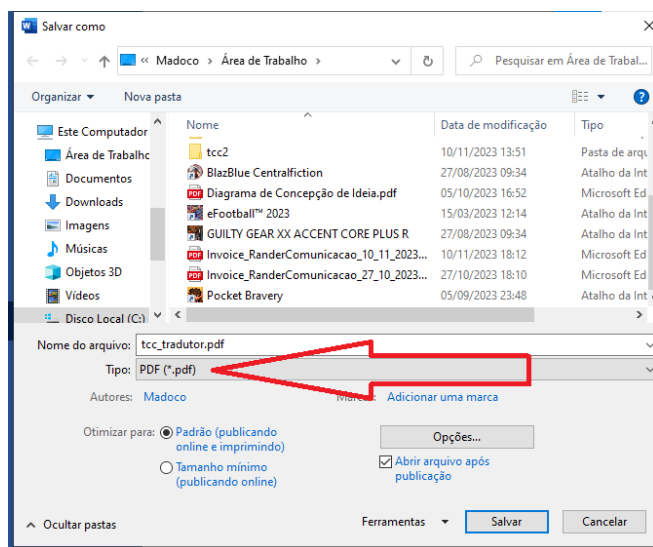 Salvar como
« Madoco › Área de Trabalho ›
Pesquisar em Área de Trabal...
Organizar
Nova pasta
Este Computador
Área de Trabalho
Documentos
Downloads
Imagens
Músicas
Objetos 3D
Vídeos
Disco Local (C:)
Nome Data de modificação Tipo
tcc2 10/11/2023 13:51 Pasta de arqu
BlazBlue Centralfiction 27/08/2023 09:34 Atalho da Int
Diagrama de Concepção de Ideia.pdf 05/10/2023 16:52 Microsoft Ed
eFootball™ 2023 15/03/2023 12:14 Atalho da Int
GUILTY GEAR XX ACCENT CORE PLUS R 27/08/2023 09:34 Atalho da Int
Invoice_RanderComunicacao_10_11_2023... 10/11/2023 18:12 Microsoft Ed
Invoice_RanderComunicacao_27_10_2023... 27/10/2023 18:10 Microsoft Ed
Pocket Bravery 05/09/2023 23:48 Atalho da Int
Nome do arquivo: tcc_tradutor.pdf
Tipo: PDF (*.pdf)
Autores: Madoco
Adicionar uma marca
Otimizar para:
Padrão (publicando
online e imprimindo)
Tamanho mínimo
(publicando online)
Opções...
Abrir arquivo após
publicação
Ocultar pastas
Ferramentas
Salvar
Cancelar